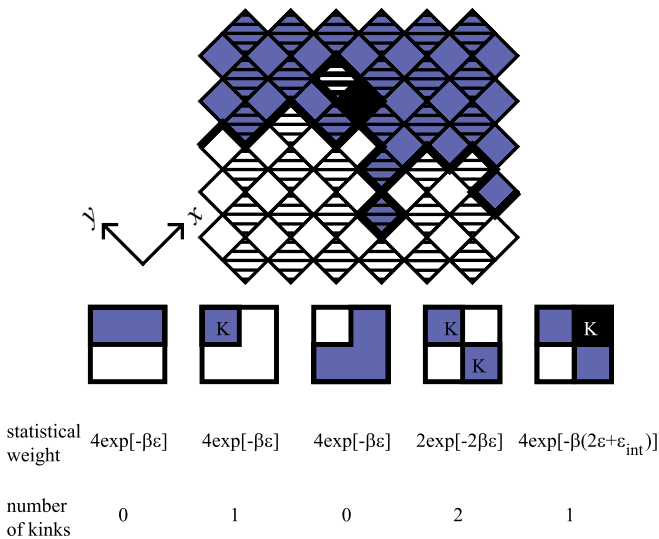 y x
K K K K
statistical
weight
4exp[-βε] 4exp[-βε] 4exp[-βε] 2exp[-2βε] 4exp[-β(2ε+ε_int)]
number
of kinks
0 1 0 2 1